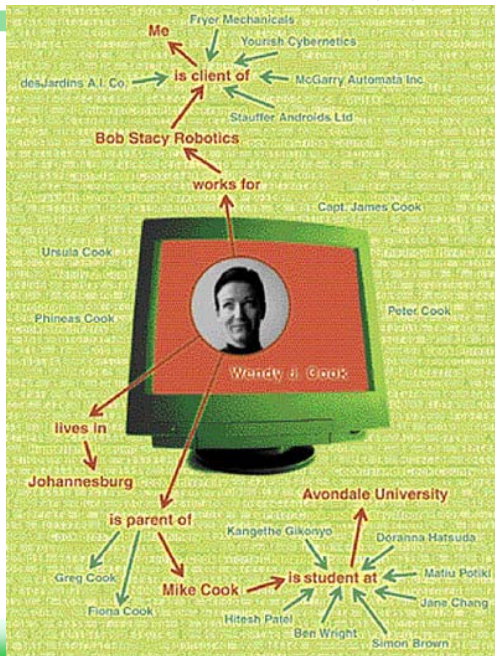 Fryer Mechanicals
Me
Yourish Cybernetics
is client of
desJardins A.I. Co.
McGarry Automata Inc
Stauffer Androids Ltd
Bob Stacy Robotics
works for
Capt. James Cook
Ursula Cook
Phineas Cook
Peter Cook
Wendy J. Cook
lives in
Johannesburg
Avondale University
is parent of
Kangethe Gikonyo
Doranna Hatsuda
Greg Cook
Mike Cook
is student at
Matiu Potiki
Fiona Cook
Jane Chang
Hitesh Patel
Ben Wright
Simon Brown